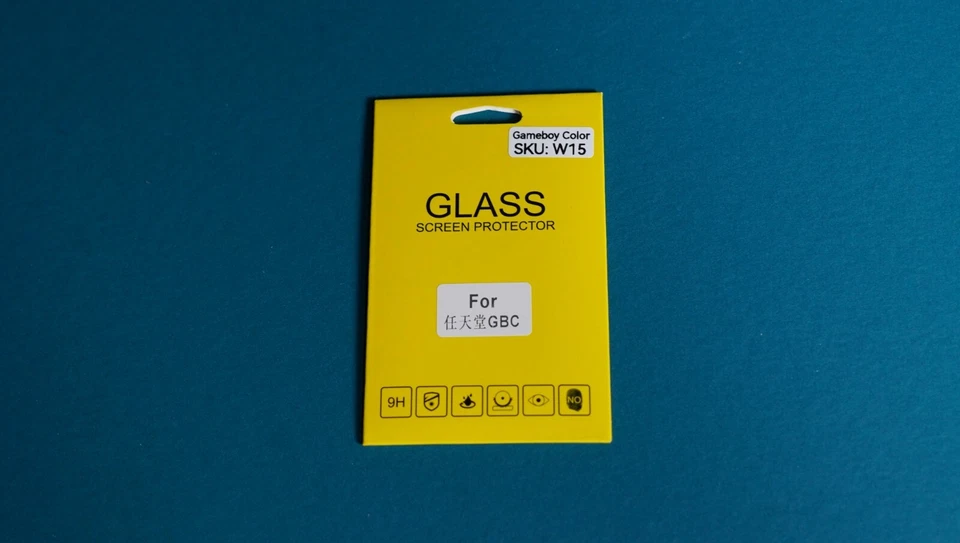 Gameboy Color
SKU: W15
GLASS
SCREEN PROTECTOR
For
任天堂GBC
9H
NO